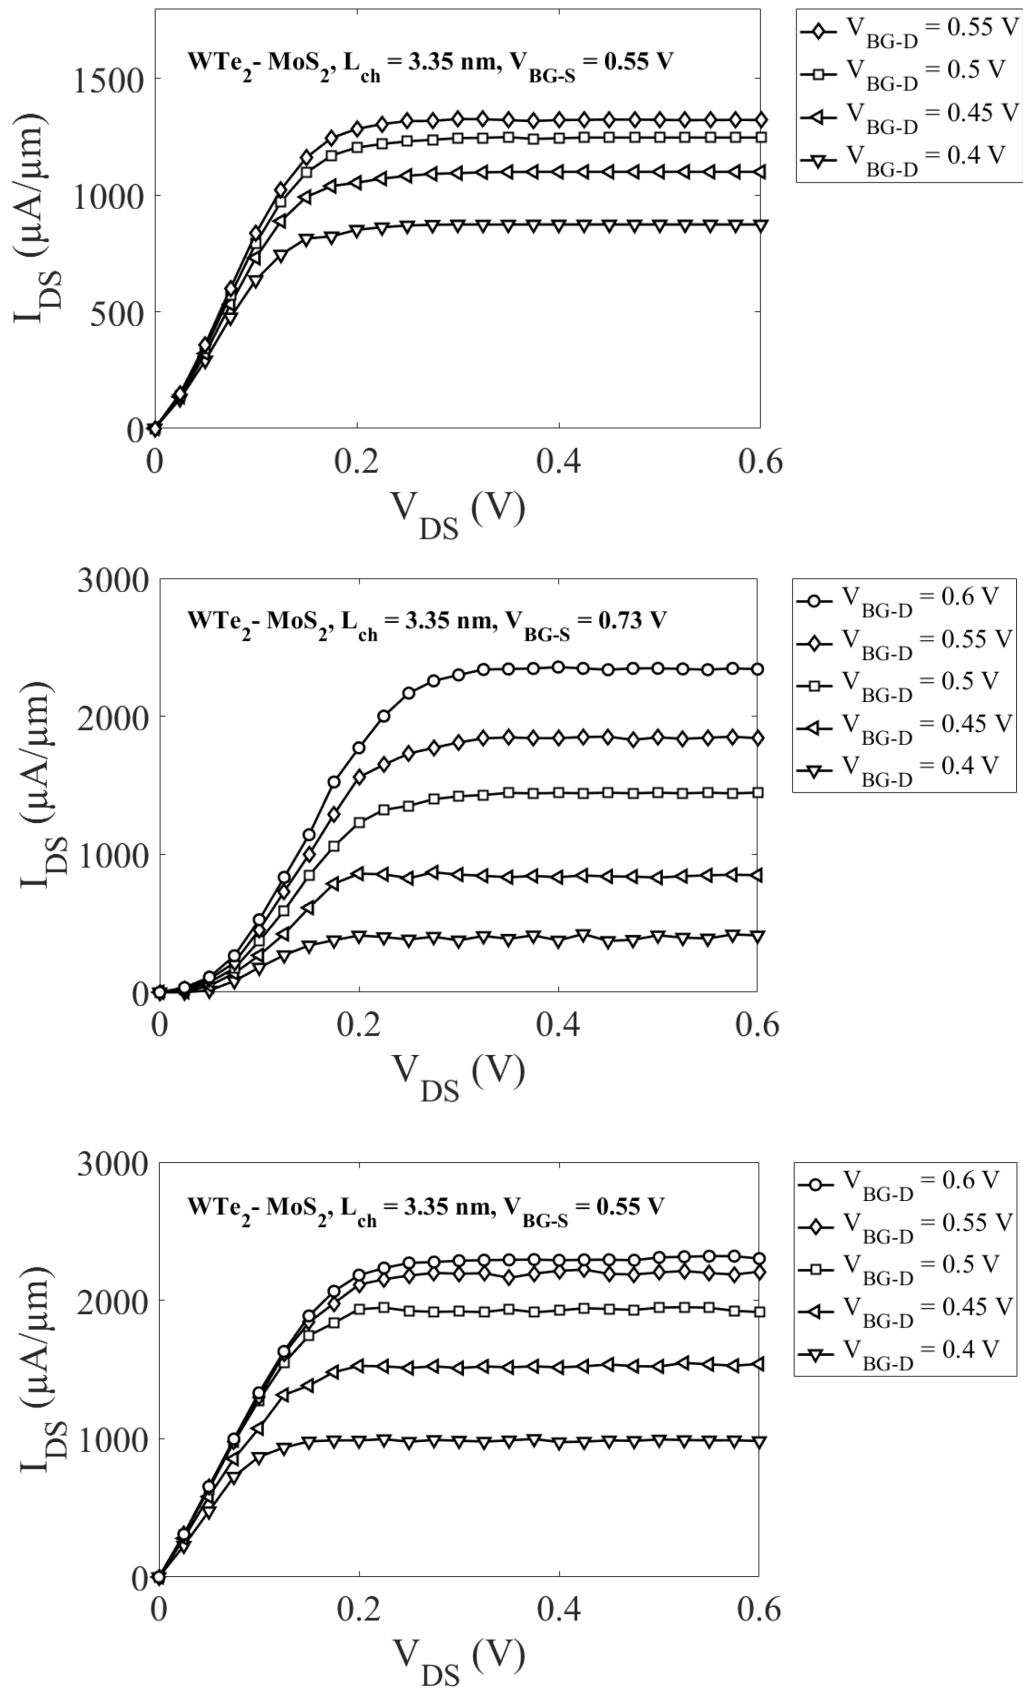 WTe2- MoS2, Lch = 3.35 nm, VBG-S = 0.55 V
VBG-D = 0.55 V
VBG-D = 0.5 V
VBG-D = 0.45 V
VBG-D = 0.4 V
IDS (µA/µm)
1500
1000
500
0
0
0.2
0.4
0.6
VDS (V)
WTe2- MoS2, Lch = 3.35 nm, VBG-S = 0.73 V
VBG-D = 0.6 V
VBG-D = 0.55 V
VBG-D = 0.5 V
VBG-D = 0.45 V
VBG-D = 0.4 V
IDS (µA/µm)
3000
2000
1000
0
0
0.2
0.4
0.6
VDS (V)
WTe2- MoS2, Lch = 3.35 nm, VBG-S = 0.55 V
VBG-D = 0.6 V
VBG-D = 0.55 V
VBG-D = 0.5 V
VBG-D = 0.45 V
VBG-D = 0.4 V
IDS (µA/µm)
3000
2000
1000
0
0
0.2
0.4
0.6
VDS (V)